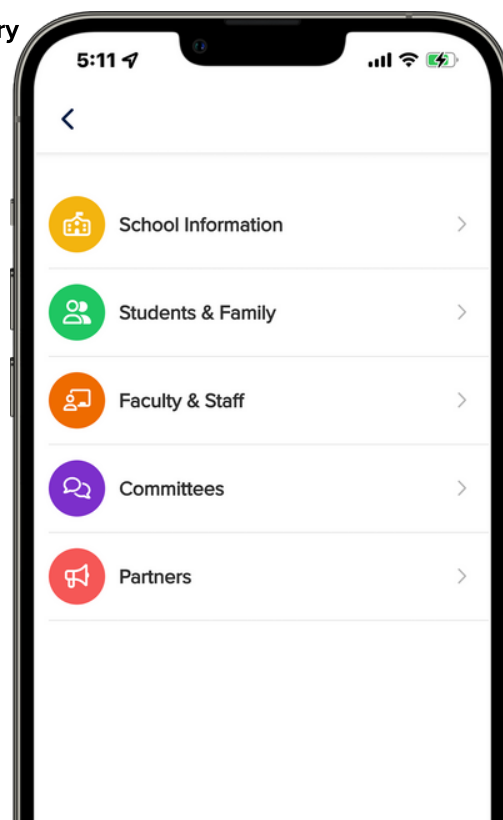 ry
5:11
School Information
Students & Family
Faculty & Staff
Committees
Partners